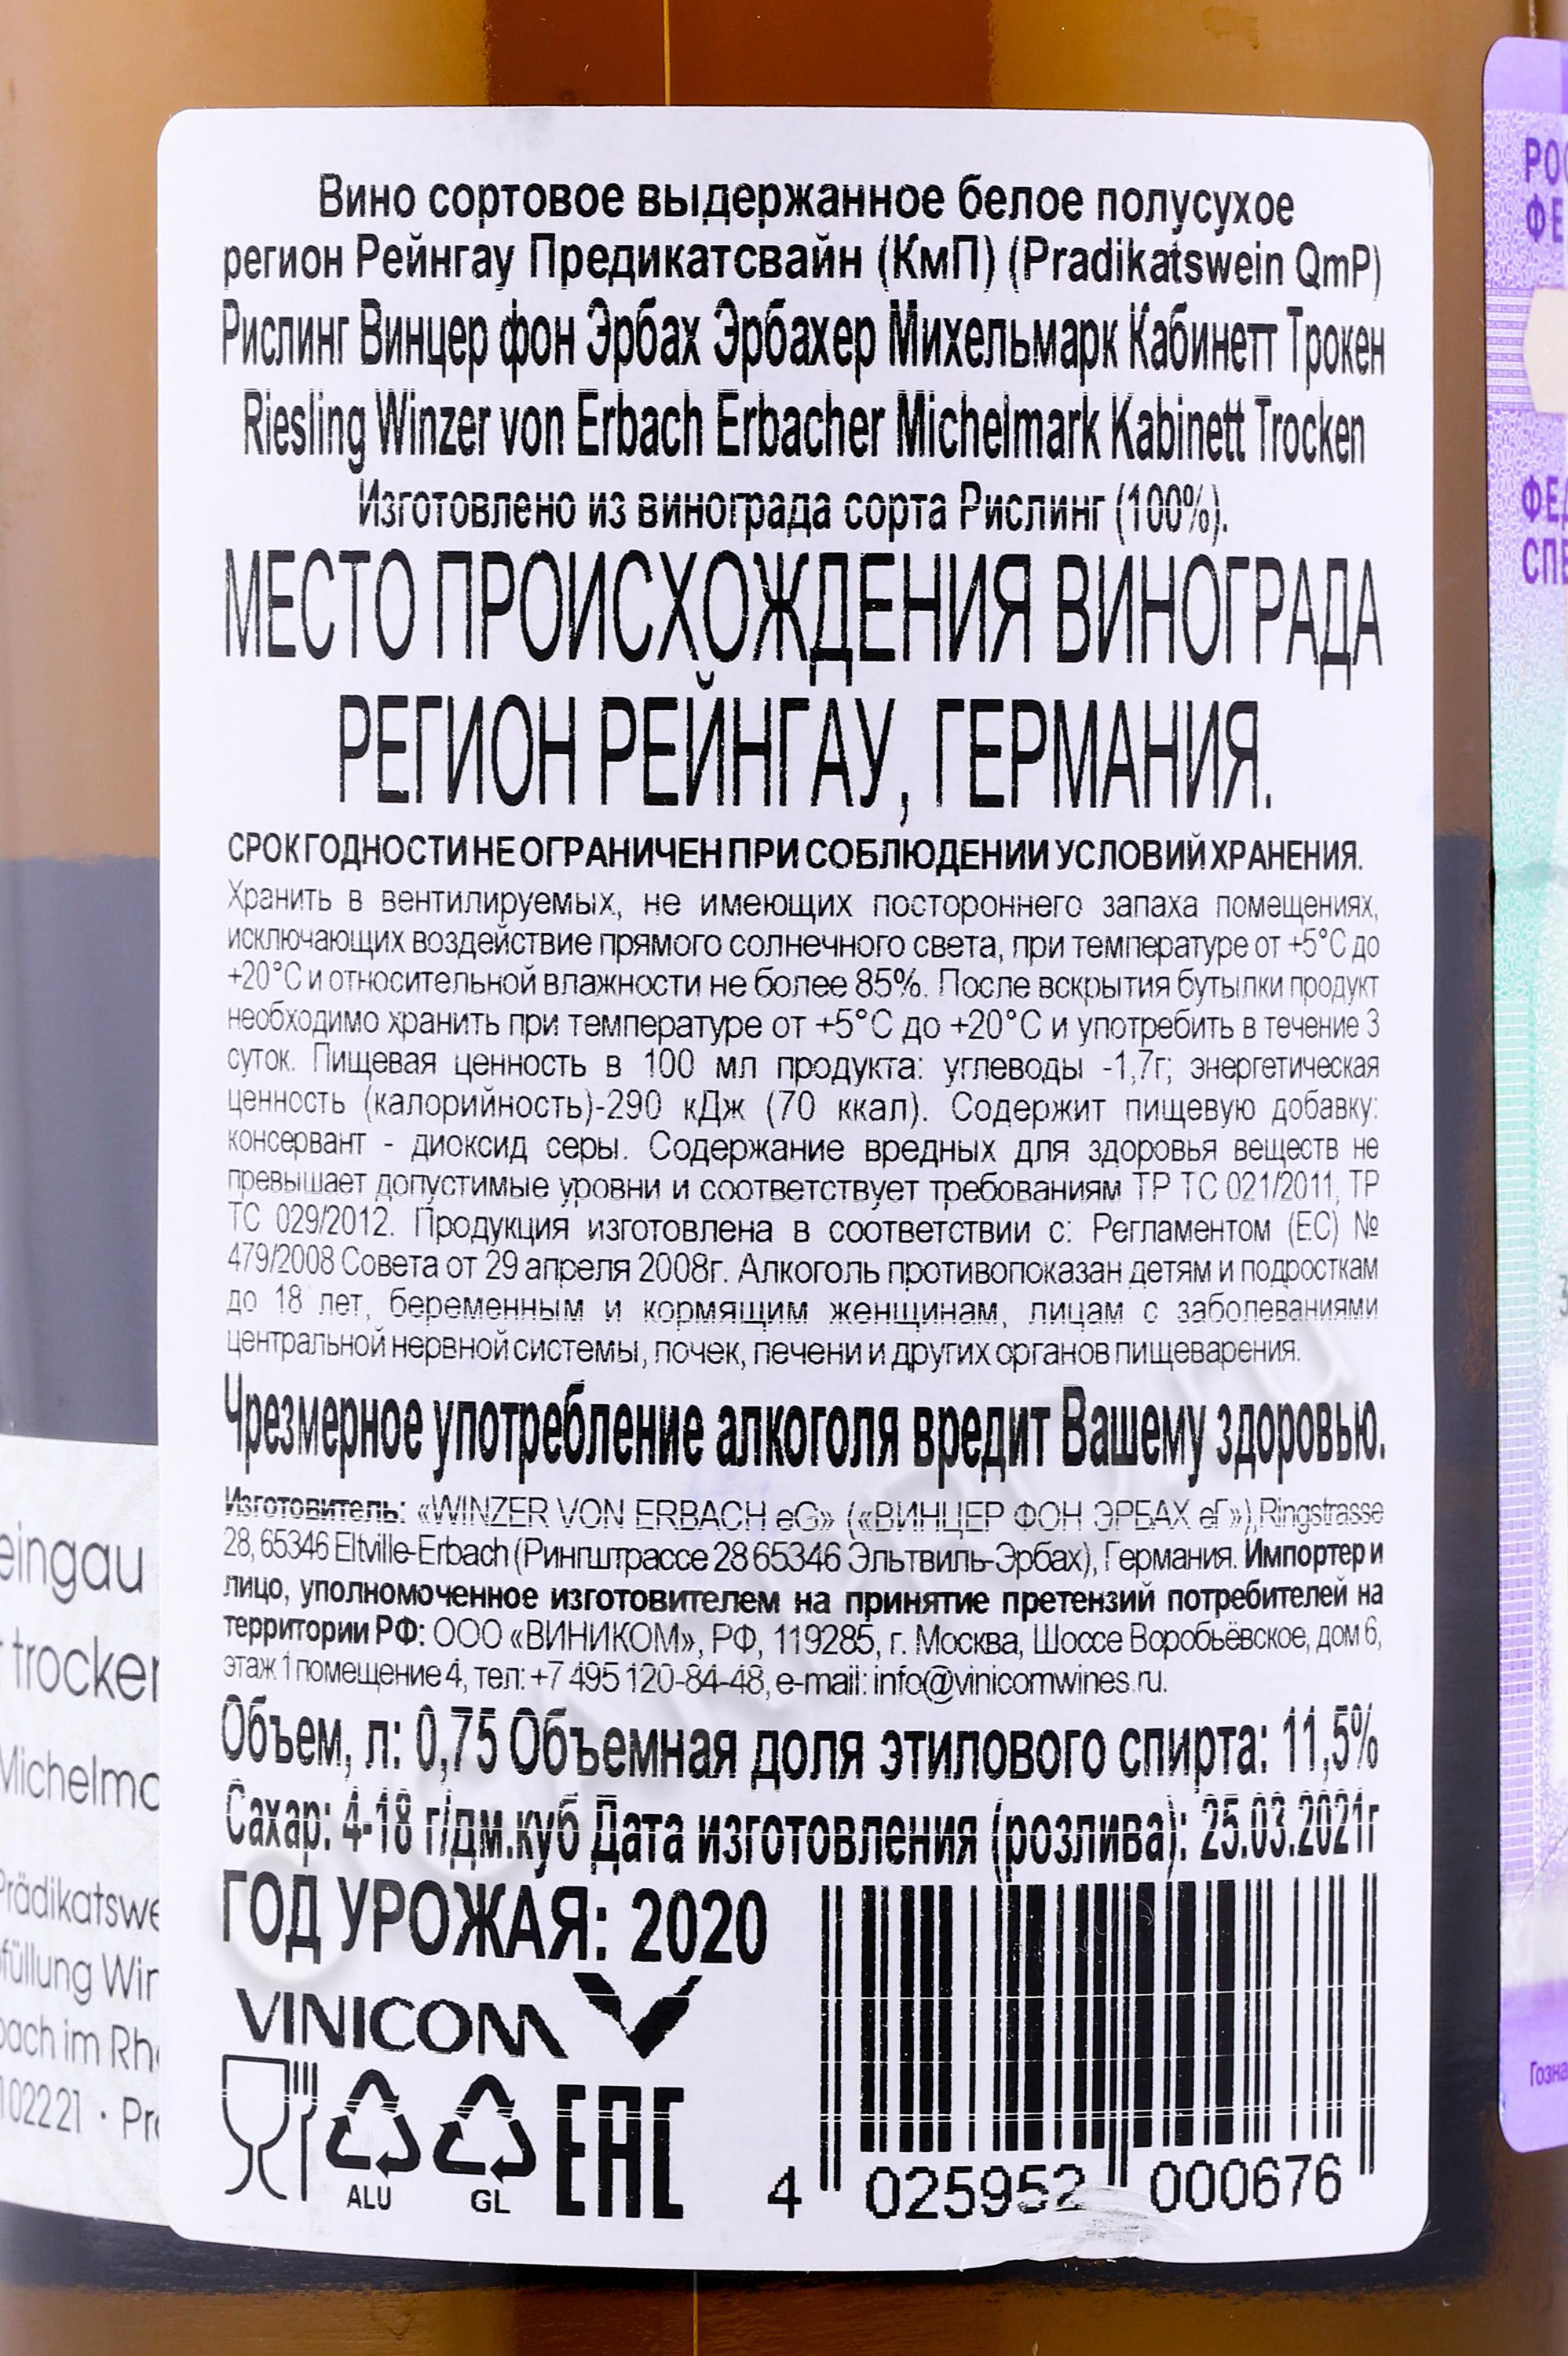 Вино сортовое выдержанное белое полусухое
регион Рейнгау Предикатсвайн (КмП) (Pradikatswein QmP)
Рислинг Винцер фон Эрбах Эрбахер Михельмарк Кабинетт Трокен
Riesling Winzer von Erbach Erbacher Michelmark Kabinett Trocken
Изготовлено из винограда сорта Рислинг (100%).
МЕСТО ПРОИСХОЖДЕНИЯ ВИНОГРАДА
РЕГИОН РЕЙНГАУ, ГЕРМАНИЯ.
СРОК ГОДНОСТИ НЕ ОГРАНИЧЕН ПРИ СОБЛЮДЕНИИ УСЛОВИЙ ХРАНЕНИЯ.
Хранить в вентилируемых, не имеющих постороннего запаха помещениях,
исключающих воздействие прямого солнечного света, при температуре от +5°С до
+20°С и относительной влажности не более 85%. После вскрытия бутылки продукт
необходимо хранить при температуре от +5°С до +20°С и употребить в течение 3
суток. Пищевая ценность в 100 мл продукта: углеводы -1,7г; энергетическая
ценность (калорийность)-290 кДж (70 ккал). Содержит пищевую добавку:
консервант - диоксид серы. Содержание вредных для здоровья веществ не
превышает допустимые уровни и соответствует требованиям ТР ТС 021/2011, ТР
ТС 029/2012. Продукция изготовлена в соответствии с: Регламентом (ЕС) №
479/2008 Совета от 29 апреля 2008г. Алкоголь противопоказан детям и подросткам
до 18 лет, беременным и кормящим женщинам, лицам с заболеваниями
центральной нервной системы, почек, печени и других органов пищеварения.
Чрезмерное употребление алкоголя вредит Вашему здоровью.
Изготовитель: «WINZER VON ERBACH eG» («ВИНЦЕР ФОН ЭРБАХ еГ»),Ringstrasse
28, 65346 Eltville-Erbach (Рингштрассе 28 65346 Эльтвиль-Эрбах), Германия. Импортер и
лицо, уполномоченное изготовителем на принятие претензий потребителей на
территории РФ: ООО «ВИНИКОМ», РФ, 119285, г. Москва, Шоссе Воробьёвское, дом 6,
этаж 1 помещение 4, тел: +7 495 120-84-48, e-mail: info@vinicomwines.ru.
Объем, л: 0,75 Объемная доля этилового спирта: 11,5%
Сахар: 4-18 г/дм.куб Дата изготовления (розлива): 25.03.2021г
ГОД УРОЖАЯ: 2020
VINICOM
ALU GL EAC
4 025952 000676
eingau
trocken
Michelma
Prädikatswe
füllung Win
bach im Rhe
102221 · Pr
РОС
ФЕ
ФЕД
СПЕ
Гозна